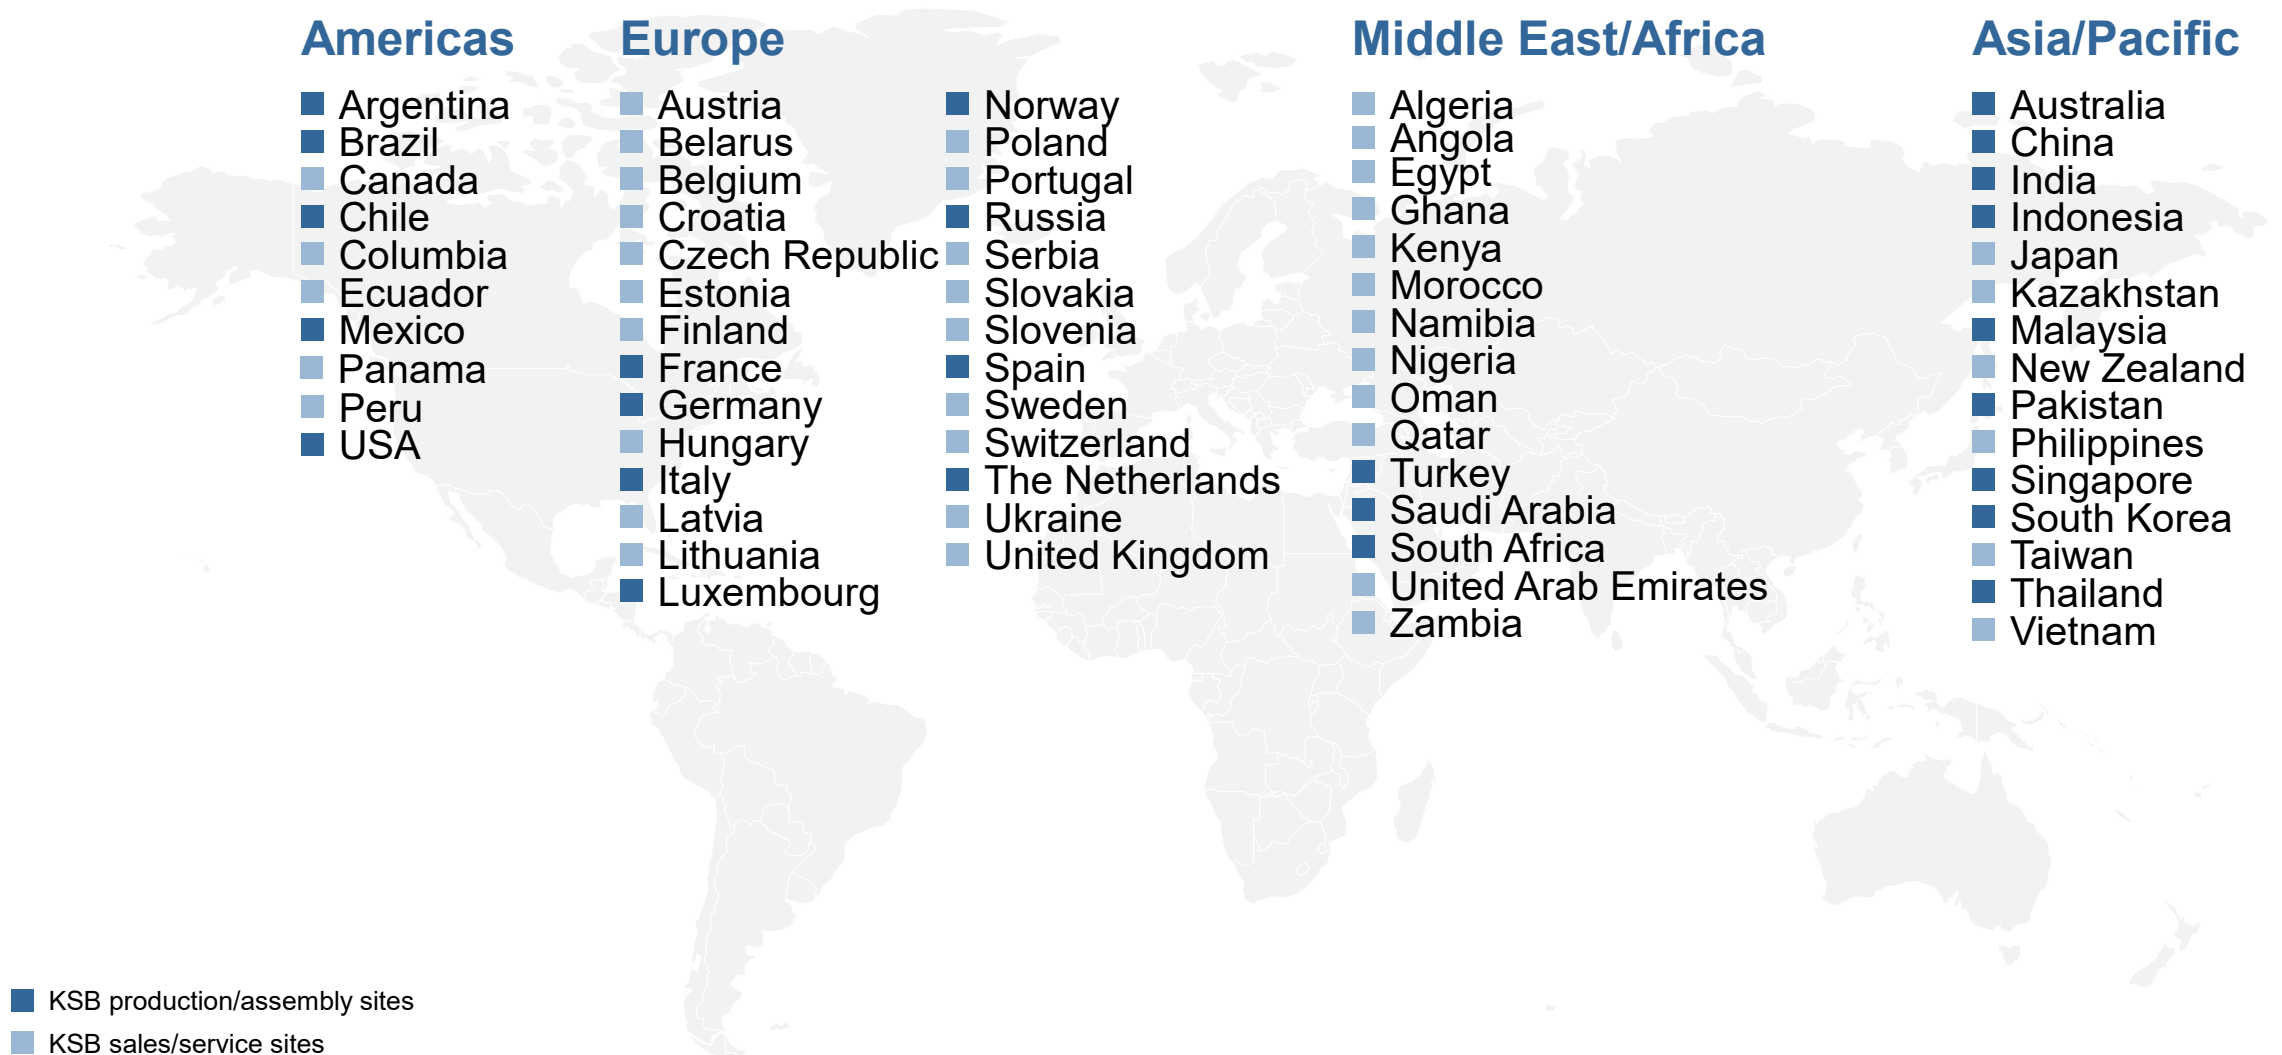 Americas
Argentina
Brazil
Canada
Chile
Columbia
Ecuador
Mexico
Panama
Peru
USA
Europe
Austria
Belarus
Belgium
Croatia
Czech Republic
Estonia
Finland
France
Germany
Hungary
Italy
Latvia
Lithuania
Luxembourg
Norway
Poland
Portugal
Russia
Serbia
Slovakia
Slovenia
Spain
Sweden
Switzerland
The Netherlands
Ukraine
United Kingdom
Middle East/Africa
Algeria
Angola
Egypt
Ghana
Kenya
Morocco
Namibia
Nigeria
Oman
Qatar
Turkey
Saudi Arabia
South Africa
United Arab Emirates
Zambia
Asia/Pacific
Australia
China
India
Indonesia
Japan
Kazakhstan
Malaysia
New Zealand
Pakistan
Philippines
Singapore
South Korea
Taiwan
Thailand
Vietnam
KSB production/assembly sites
KSB sales/service sites